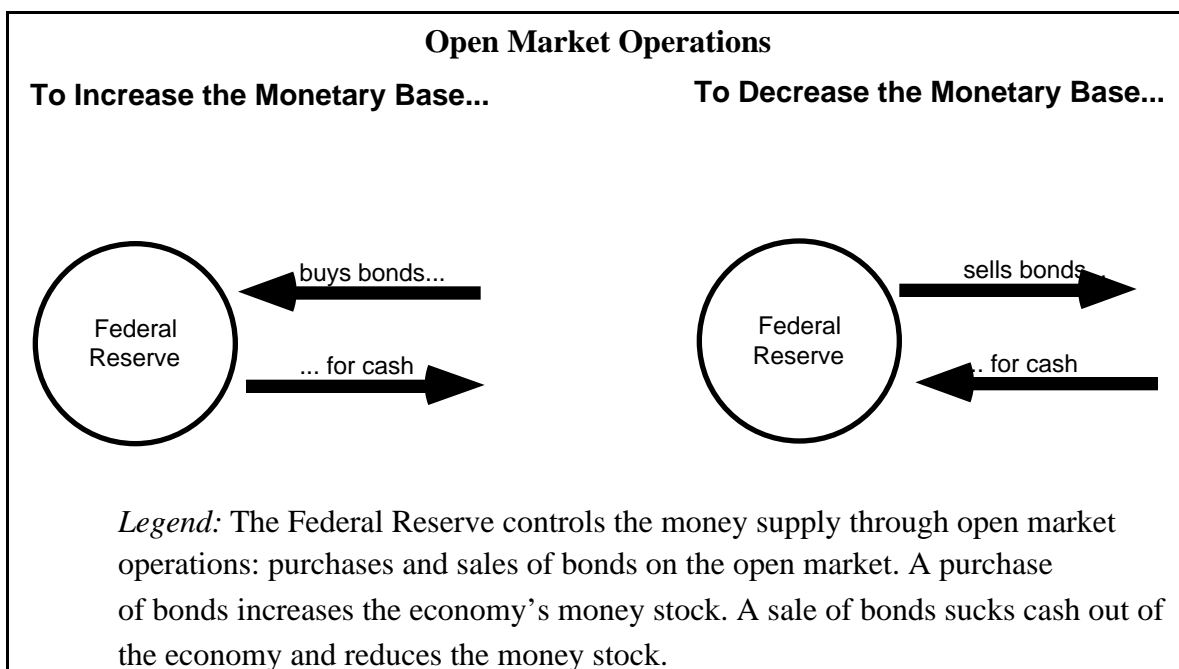 Open Market Operations
To Increase the Monetary Base...
To Decrease the Monetary Base...
buys bonds...
Federal
Reserve
... for cash
sells bonds...
Federal
Reserve
.. for cash
Legend: The Federal Reserve controls the money supply through open market
operations: purchases and sales of bonds on the open market. A purchase
of bonds increases the economy’s money stock. A sale of bonds sucks cash out of
the economy and reduces the money stock.